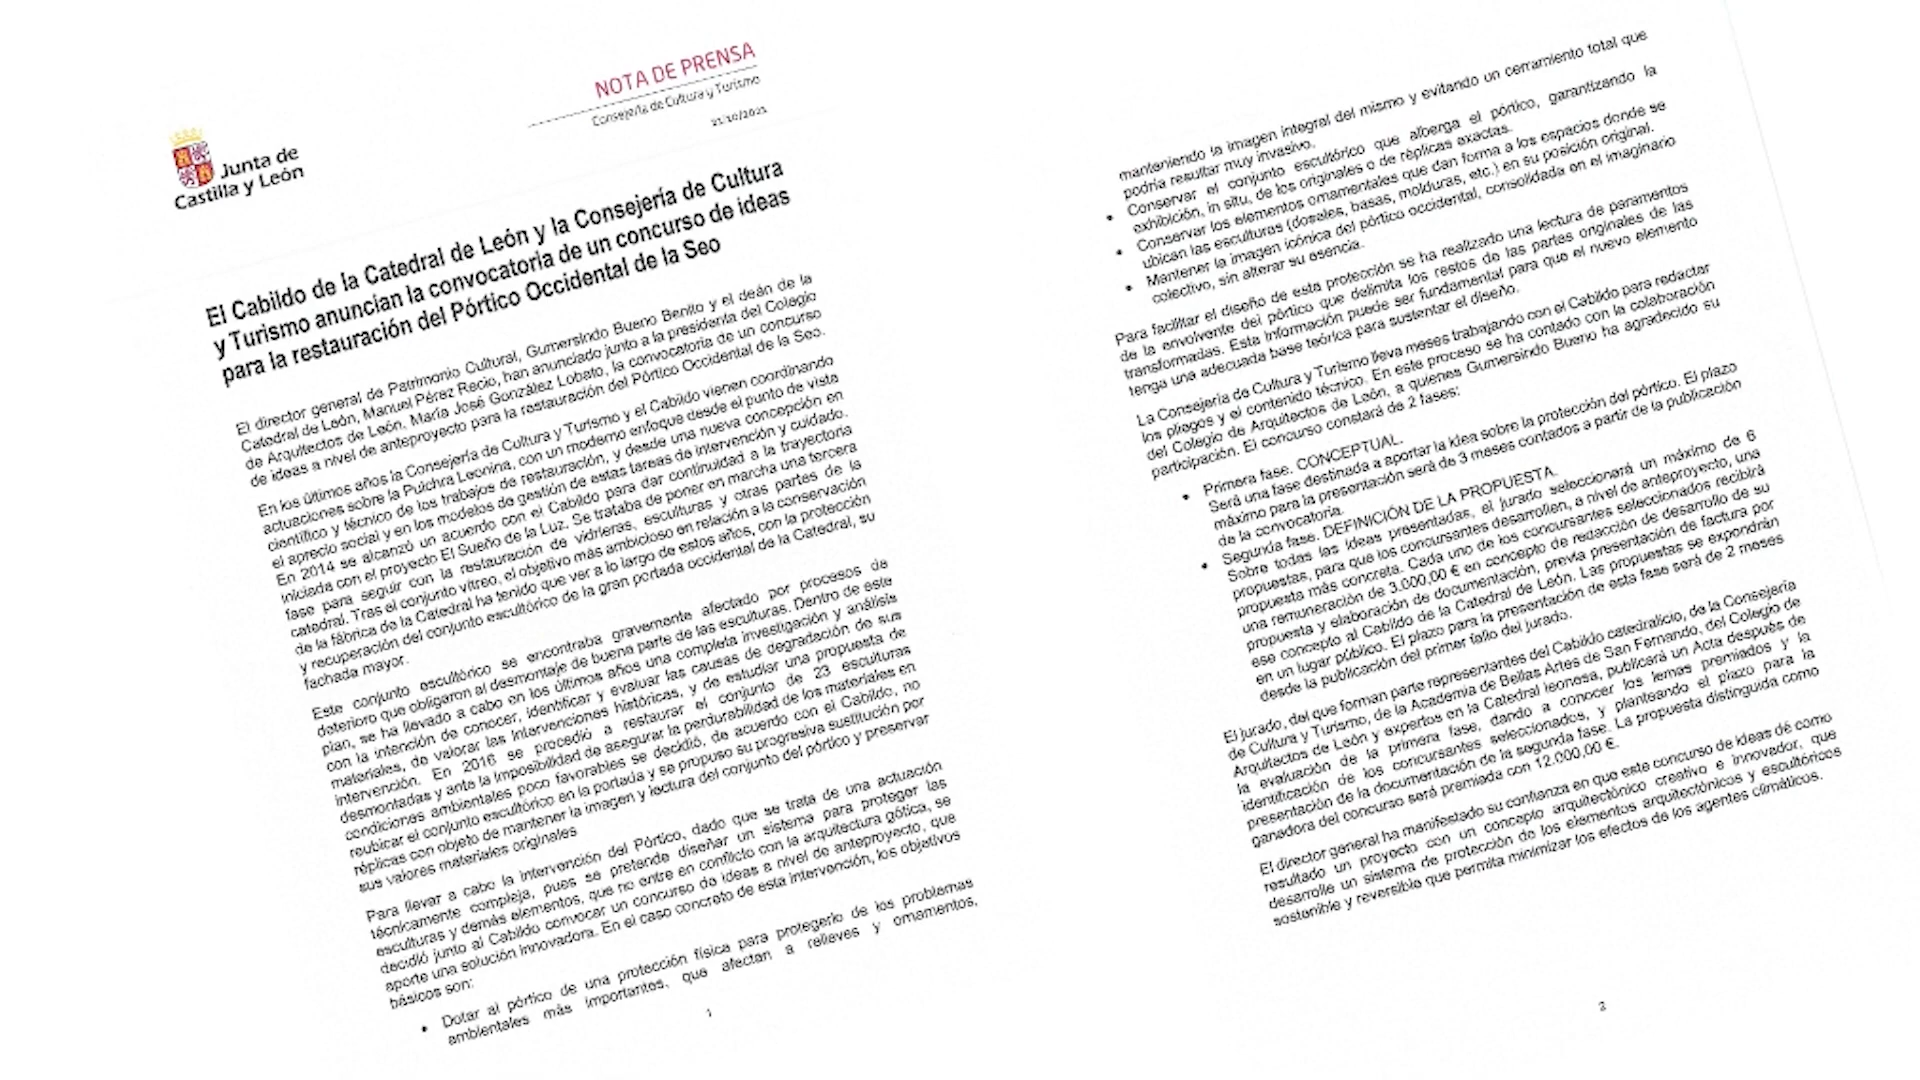 Junta de
Castilla y León
NOTA DE PRENSA
Consejería de Cultura y Turismo
21/10/2021
El Cabildo de la Catedral de León y la Consejería de Cultura
y Turismo anuncian la convocatoria de un concurso de ideas
para la restauración del Pórtico Occidental de la Seo
El director general de Patrimonio Cultural, Gumersindo Bueno Benito y el deán de la
Catedral de León, Manuel Pérez Recio, han anunciado junto a la presidenta del Colegio
de Arquitectos de León, María José González Lobato, la convocatoria de un concurso
de ideas a nivel de anteproyecto para la restauración del Pórtico Occidental de la Seo.
En los últimos años la Consejería de Cultura y Turismo y el Cabildo vienen coordinando
actuaciones sobre la Pulchra Leonina, con un moderno enfoque desde el punto de vista
científico y técnico de los trabajos de restauración, y desde una nueva concepción en
el aprecio social y en los modelos de gestión de estas tareas de intervención y cuidado.
En 2014 se alcanzó un acuerdo con el Cabildo para dar continuidad a la trayectoria
iniciada con el proyecto El Sueño de la Luz. Se trataba de poner en marcha una tercera
fase para seguir con la restauración de vidrieras, esculturas y otras partes de la
catedral. Tras el conjunto vítreo, el objetivo más ambicioso en relación a la conservación
de la fábrica de la Catedral ha tenido que ver a lo largo de estos años, con la protección
y recuperación del conjunto escultórico de la gran portada occidental de la Catedral, su
fachada mayor.
Este conjunto escultórico se encontraba gravemente afectado por procesos de
deterioro que obligaron al desmontaje de buena parte de las esculturas. Dentro de este
plan, se ha llevado a cabo en los últimos años una completa investigación y análisis
con la intención de conocer, identificar y evaluar las causas de degradación de sus
materiales, de valorar las intervenciones históricas, y de estudiar una propuesta de
intervención. En 2016 se procedió a restaurar el conjunto de 23 esculturas
desmontadas y ante la imposibilidad de asegurar la perdurabilidad de los materiales en
condiciones ambientales poco favorables se decidió, de acuerdo con el Cabildo, no
reubicar el conjunto escultórico en la portada y se propuso su progresiva sustitución por
réplicas con objeto de mantener la imagen y lectura del conjunto del pórtico y preservar
sus valores materiales originales
Para llevar a cabo la intervención del Pórtico, dado que se trata de una actuación
técnicamente compleja, pues se pretende diseñar un sistema para proteger las
esculturas y demás elementos, que no entre en conflicto con la arquitectura gótica, se
decidió junto al Cabildo convocar un concurso de ideas a nivel de anteproyecto, que
aporte una solución innovadora. En el caso concreto de esta intervención, los objetivos
básicos son:
• Dotar al pórtico de una protección física para protegerlo de los problemas
ambientales más importantes, que afectan a relieves y ornamentos,
1
manteniendo la imagen integral del mismo y evitando un cerramiento total que
podría resultar muy invasivo.
• Conservar el conjunto escultórico que alberga el pórtico, garantizando la
exhibición, in situ, de los originales o de réplicas exactas.
• Conservar los elementos ornamentales que dan forma a los espacios donde se
ubican las esculturas (doseles, basas, molduras, etc.) en su posición original.
• Mantener la imagen icónica del pórtico occidental, consolidada en el imaginario
colectivo, sin alterar su esencia.
Para facilitar el diseño de esta protección se ha realizado una lectura de paramentos
de la envolvente del pórtico que delimita los restos de las partes originales de las
transformadas. Esta información puede ser fundamental para que el nuevo elemento
tenga una adecuada base teórica para sustentar el diseño.
La Consejería de Cultura y Turismo lleva meses trabajando con el Cabildo para redactar
los pliegos y el contenido técnico. En este proceso se ha contado con la colaboración
del Colegio de Arquitectos de León, a quienes Gumersindo Bueno ha agradecido su
participación. El concurso constará de 2 fases:
• Primera fase. CONCEPTUAL.
Será una fase destinada a aportar la idea sobre la protección del pórtico. El plazo
máximo para la presentación será de 3 meses contados a partir de la publicación
de la convocatoria.
• Segunda fase. DEFINICIÓN DE LA PROPUESTA.
Sobre todas las ideas presentadas, el jurado seleccionará un máximo de 6
propuestas, para que los concursantes desarrollen, a nivel de anteproyecto, una
propuesta más concreta. Cada uno de los concursantes seleccionados recibirá
una remuneración de 3.000,00 € en concepto de redacción de desarrollo de su
propuesta y elaboración de documentación, previa presentación de factura por
ese concepto al Cabildo de la Catedral de León. Las propuestas se expondrán
en un lugar público. El plazo para la presentación de esta fase será de 2 meses
desde la publicación del primer fallo del jurado.
El jurado, del que forman parte representantes del Cabildo catedralicio, de la Consejería
de Cultura y Turismo, de la Academia de Bellas Artes de San Fernando, del Colegio de
Arquitectos de León y expertos en la Catedral leonesa, publicará un Acta después de
la evaluación de la primera fase, dando a conocer los lemas premiados y la
identificación de los concursantes seleccionados, y planteando el plazo para la
presentación de la documentación de la segunda fase. La propuesta distinguida como
ganadora del concurso será premiada con 12.000,00 €.
El director general ha manifestado su confianza en que este concurso de ideas dé como
resultado un proyecto con un concepto arquitectónico creativo e innovador, que
desarrolle un sistema de protección de los elementos arquitectónicos y escultóricos
sostenible y reversible que permita minimizar los efectos de los agentes climáticos.
2